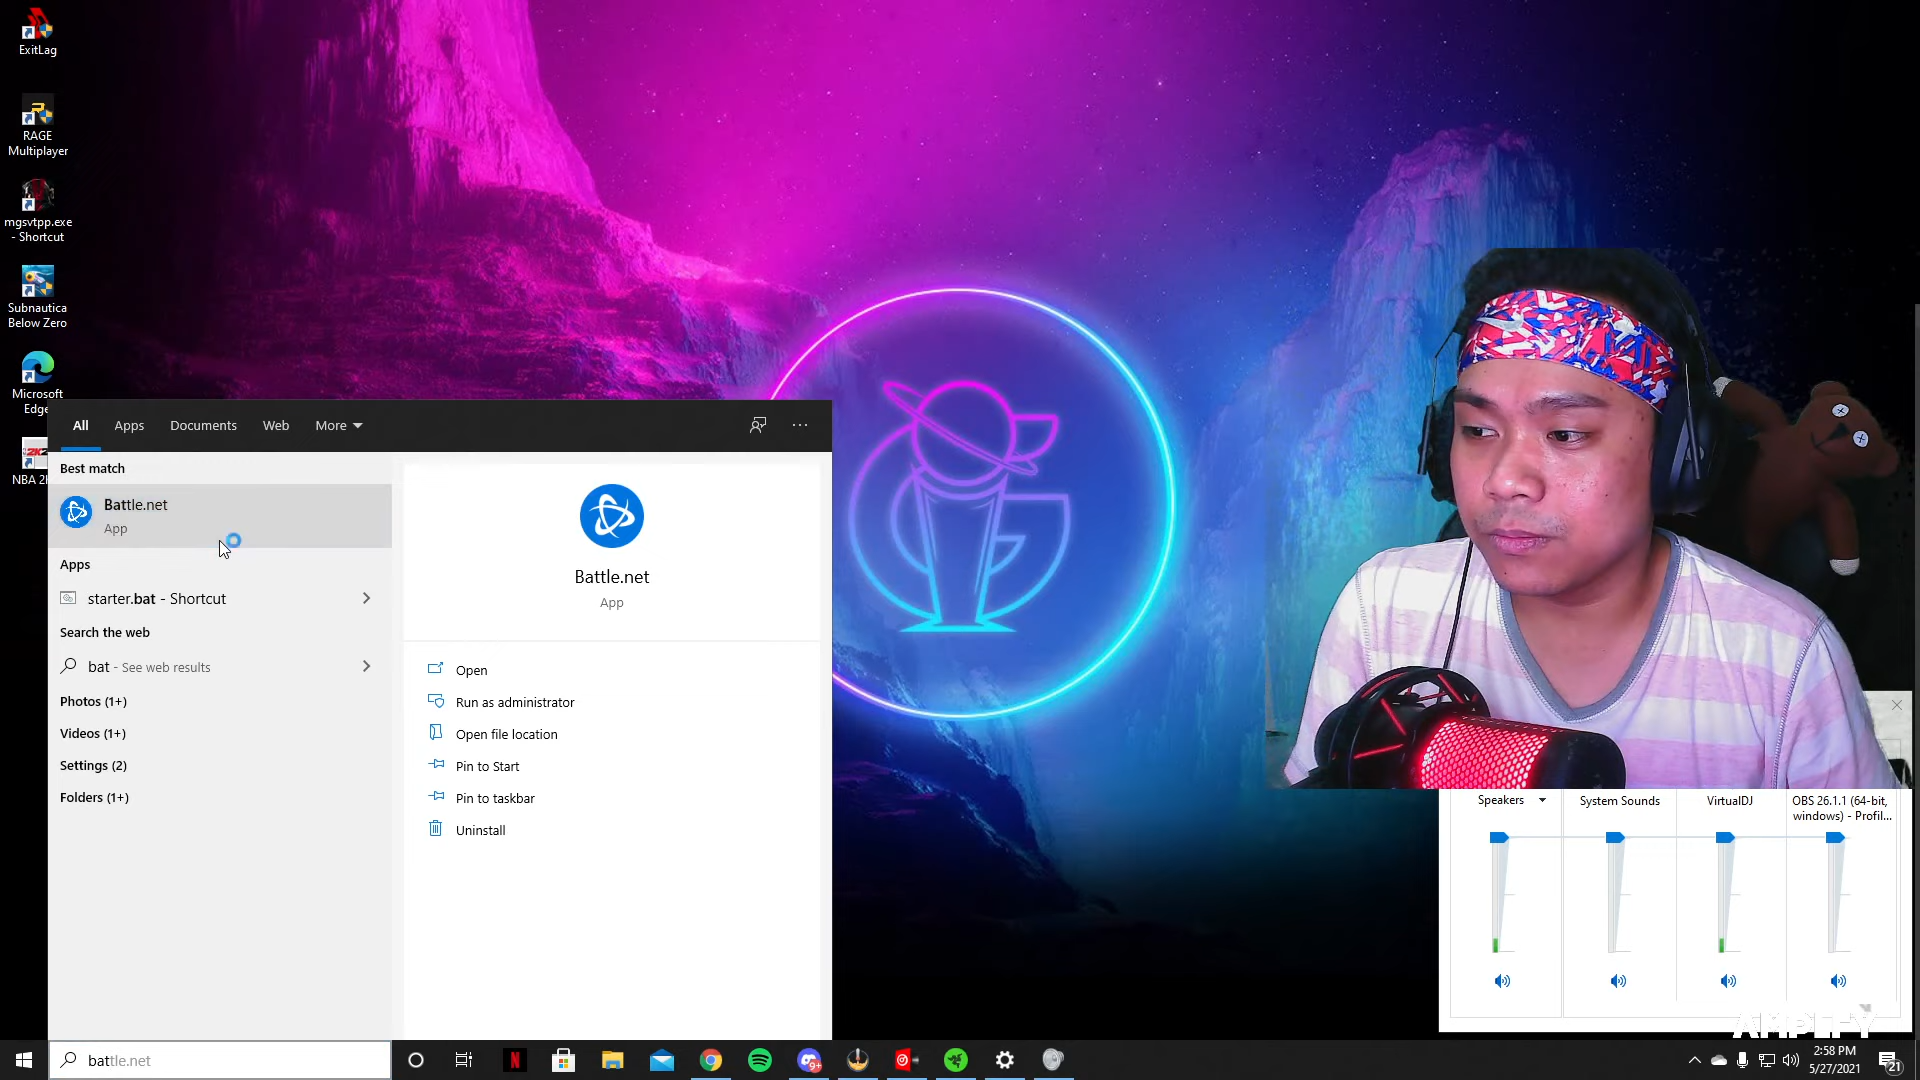 ExitLag
RAGE
Multiplayer
mgsvtpp.exe
- Shortcut
Subnautica
Below Zero
Microsoft
Edge
2K2
NBA 2K
All
Apps
Documents
Web
More
Best match
Battle.net
App
Apps
starter.bat - Shortcut
Search the web
bat - See web results
Photos (1+)
Videos (1+)
Settings (2)
Folders (1+)
Battle.net
App
Open
Run as administrator
Open file location
Pin to Start
Pin to taskbar
Uninstall
Speakers
System Sounds
VirtualDJ
OBS 26.1.1 (64-bit,
windows) - Profil...
AMPLFY
battle.net
9+
2:58 PM
5/27/2021
21